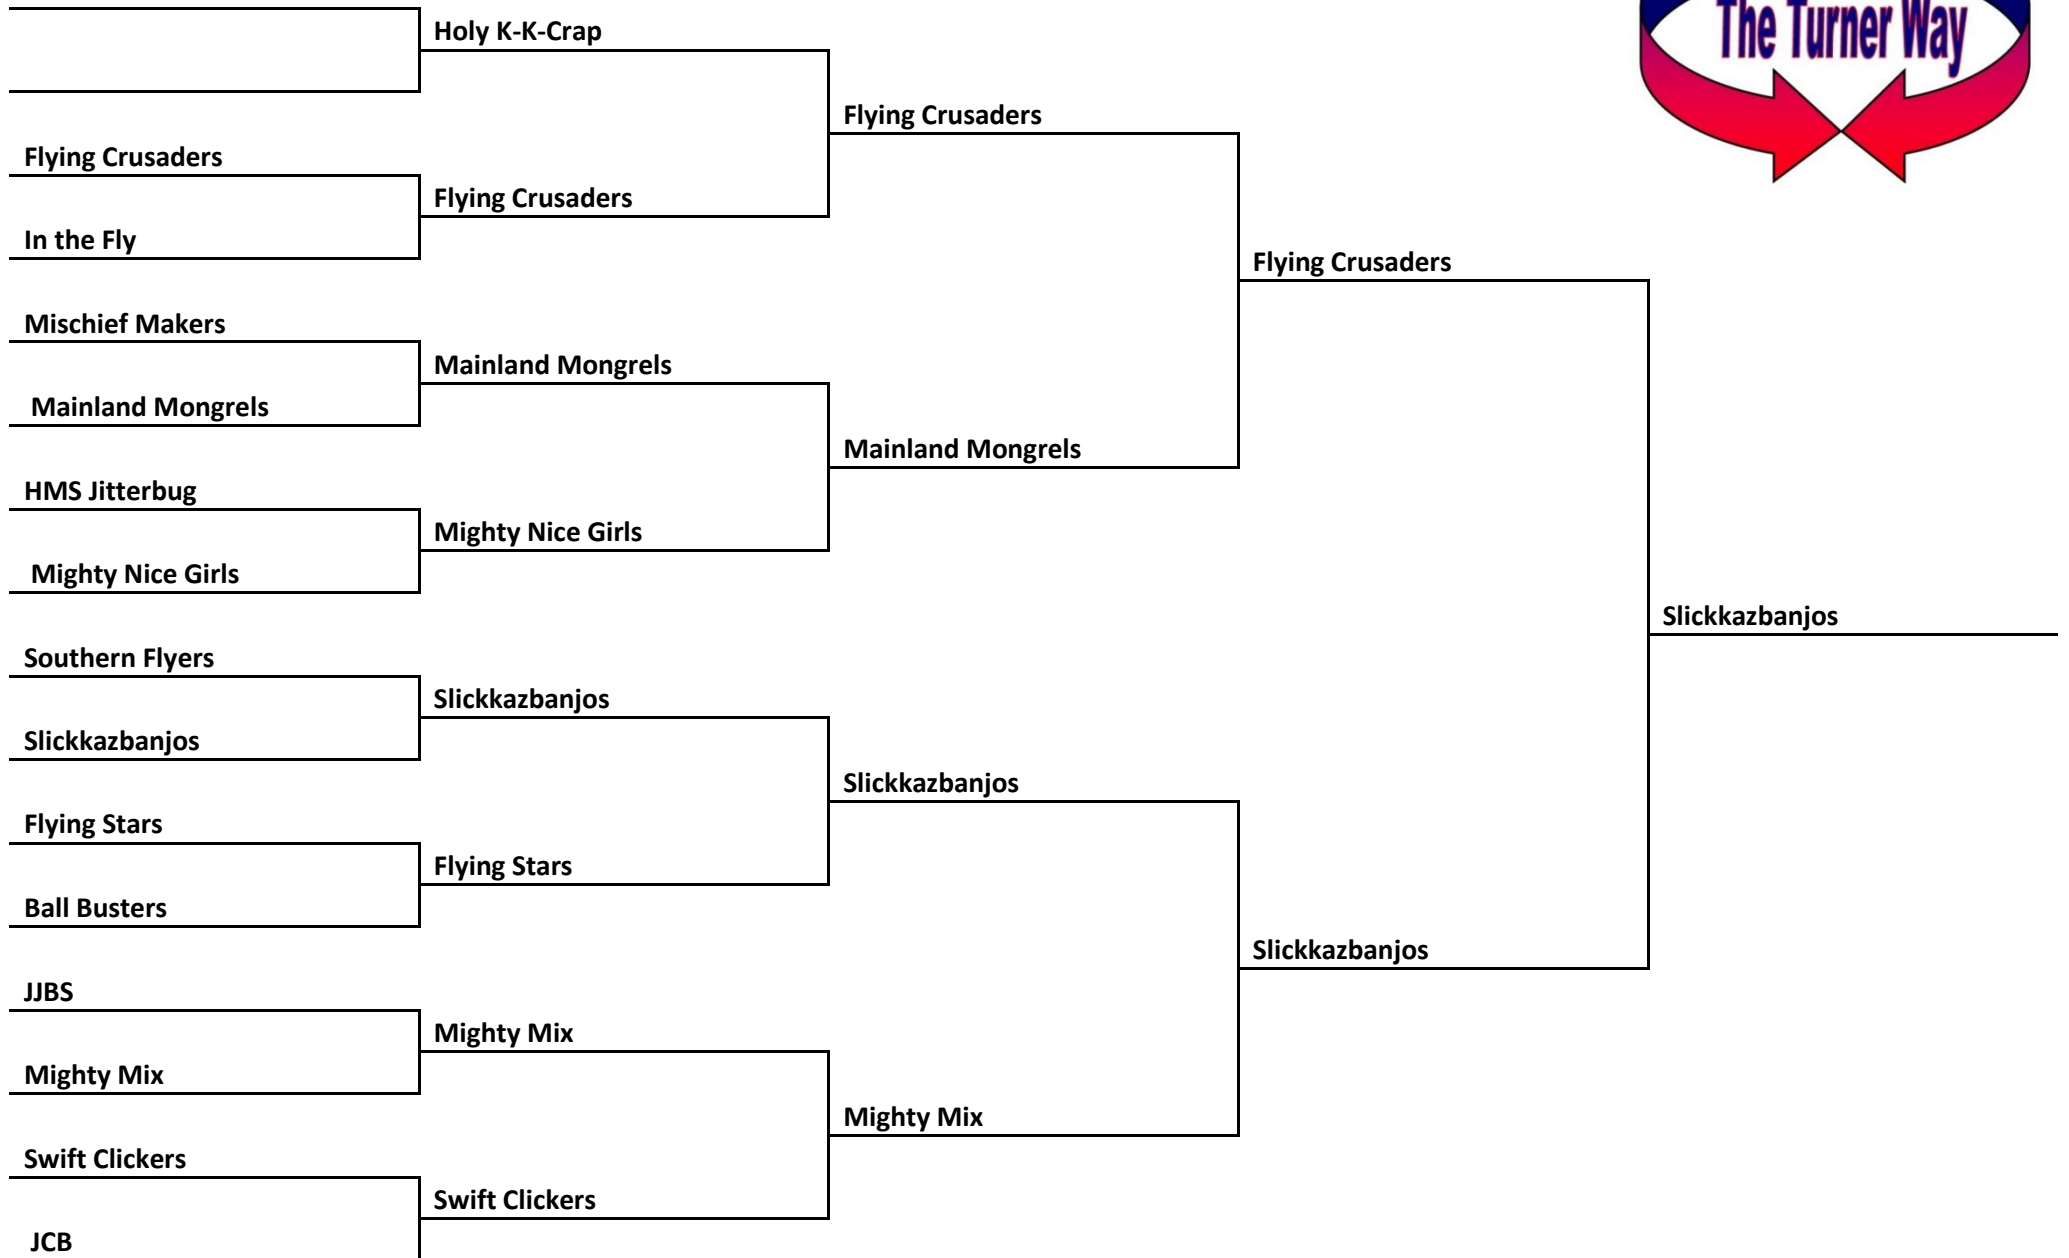 The Turner Way
Holy K-K-Crap
Flying Crusaders
Flying Crusaders
Flying Crusaders
In the Fly
Flying Crusaders
Mischief Makers
Mainland Mongrels
Mainland Mongrels
Mainland Mongrels
HMS Jitterbug
Mighty Nice Girls
Mighty Nice Girls
Slickkazbanjos
Southern Flyers
Slickkazbanjos
Slickkazbanjos
Slickkazbanjos
Flying Stars
Flying Stars
Ball Busters
Slickkazbanjos
JJBS
Mighty Mix
Mighty Mix
Mighty Mix
Swift Clickers
Swift Clickers
JCB